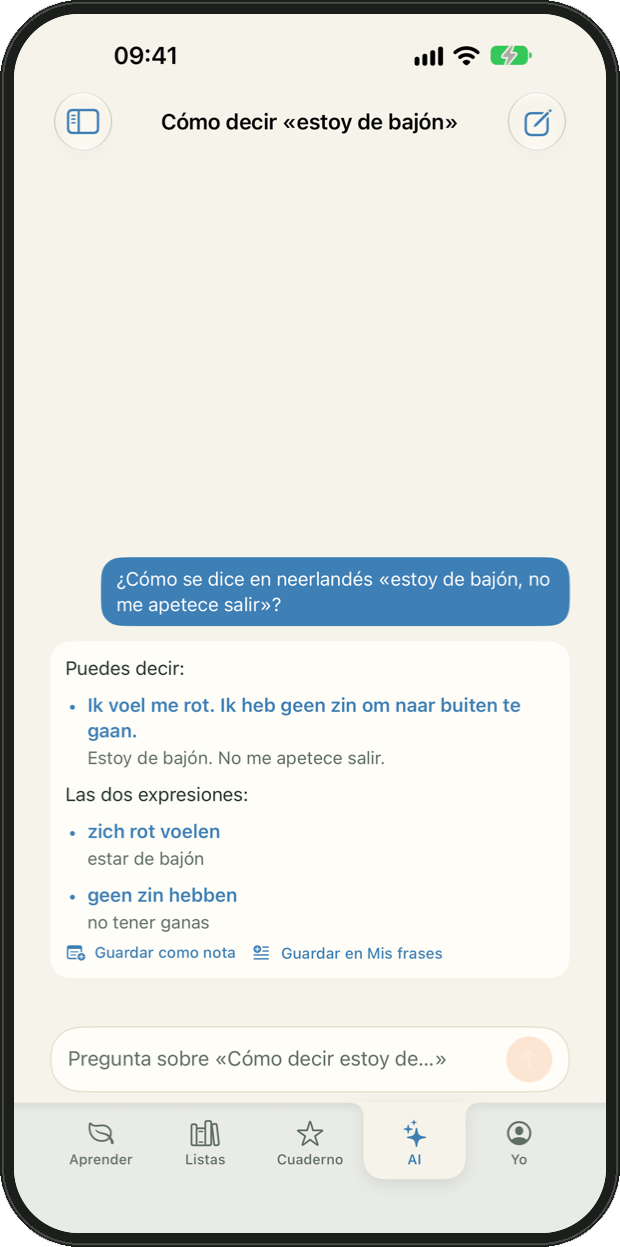 09:41
Cómo decir «estoy de bajón»
¿Cómo se dice en neerlandés «estoy de bajón, no
me apetece salir»?
Puedes decir:
• Ik voel me rot. Ik heb geen zin om naar buiten te
gaan.
Estoy de bajón. No me apetece salir.
Las dos expresiones:
• zich rot voelen
estar de bajón
• geen zin hebben
no tener ganas
Guardar como nota Guardar en Mis frases
Pregunta sobre «Cómo decir estoy de...»
Aprender Listas Cuaderno AI Yo